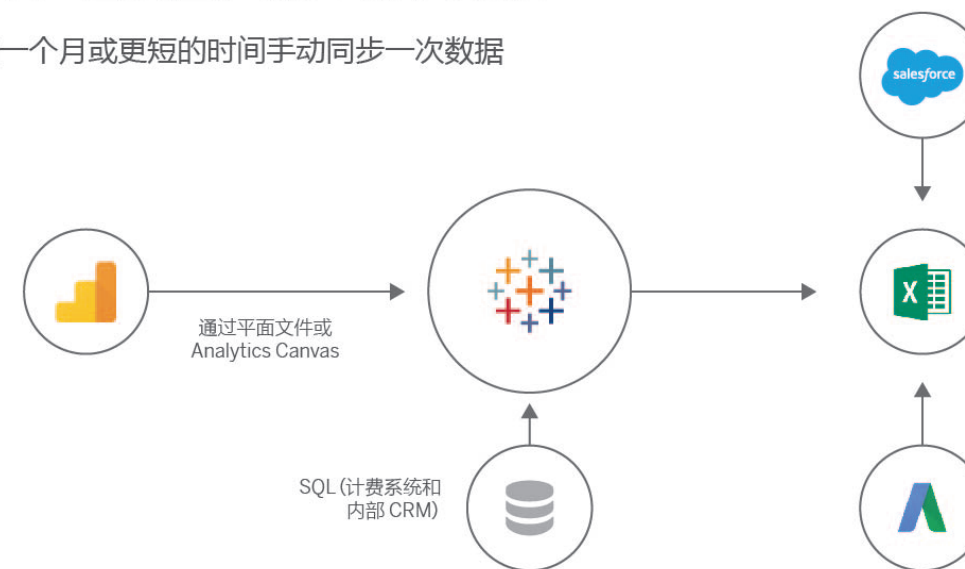 一个月或更短的时间手动同步一次数据
salesforce
通过平面文件或
Analytics Canvas
X
SQL (计费系统和
内部 CRM)